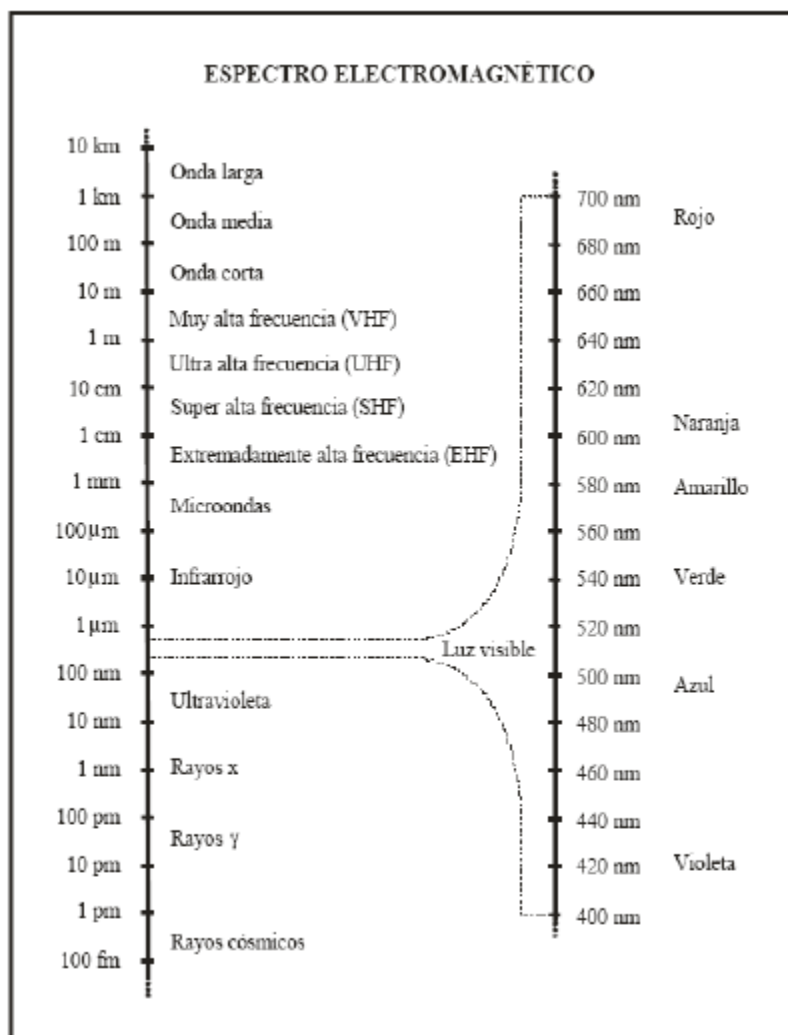 ESPECTRO ELECTROMAGNÉTICO
10 km
Onda larga
1 km
Onda media
100 m
Onda corta
10 m
Muy alta frecuencia (VHF)
1 m
Ultra alta frecuencia (UHF)
10 cm
Super alta frecuencia (SHF)
1 cm
Extremadamente alta frecuencia (EHF)
1 mm
Microondas
100µm
10µm
Infrarrojo
1µm
Luz visible
100 nm
Ultravioleta
10 nm
1 nm
Rayos x
100 pm
Rayos γ
10 pm
1 pm
Rayos cósmicos
100 fm
700 nm
Rojo
680 nm
660 nm
640 nm
620 nm
600 nm
Naranja
580 nm
Amarillo
560 nm
540 nm
Verde
520 nm
500 nm
Azul
480 nm
460 nm
440 nm
420 nm
Violeta
400 nm